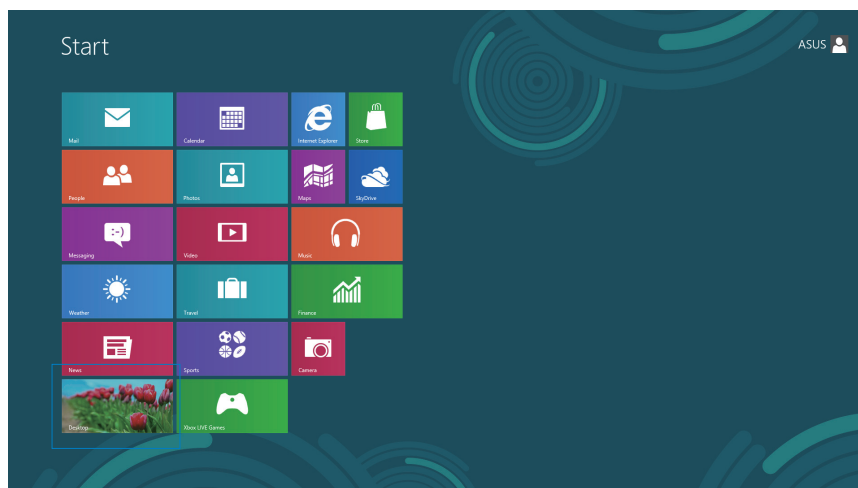 Start
ASUS
Mail
Calendar
Internet Explorer
Store
People
Photos
Maps
SkyDrive
:-)
Messaging
Video
Music
Weather
Travel
Finance
News
Sports
Camera
Desktop
Xbox LIVE Games